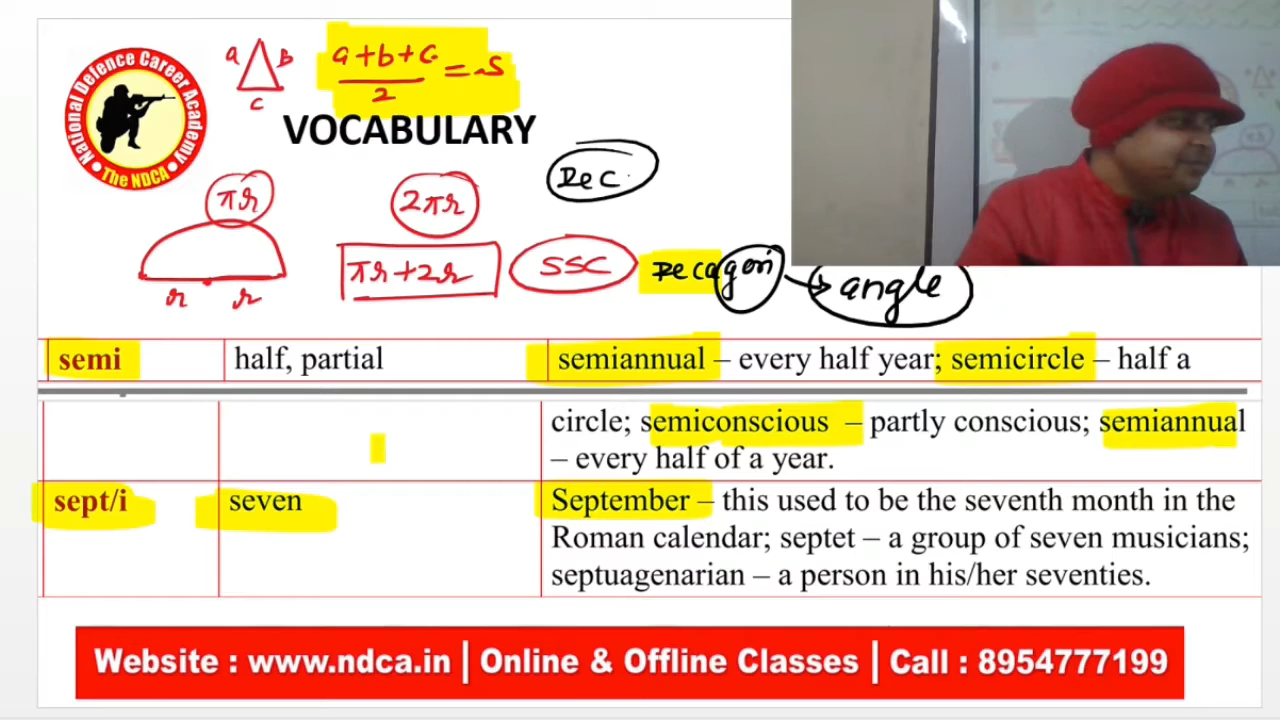 National Defence Career Academy
• The NDCA •
a b c
a+b+c
= s
2
VOCABULARY
πr
2πr
Dec
πr+2r
SSC
Decagon
angle
r r
semi half, partial semiannual – every half year; semicircle – half a
circle; semiconscious – partly conscious; semiannual
– every half of a year.
sept/i seven September – this used to be the seventh month in the
Roman calendar; septet – a group of seven musicians;
septuagenarian – a person in his/her seventies.
Website : www.ndca.in | Online & Offline Classes | Call : 8954777199